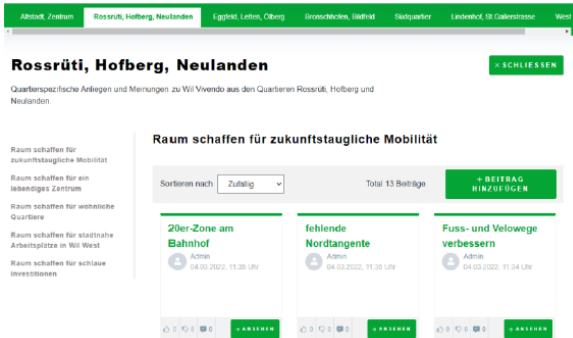 Altstadt, Zentrum
Rossrüti, Hofberg, Neulanden
Eggfeld, Letten, Ölberg
Bronschhofen, Bildfeld
Südquartier
Lindenhof, St.Gallerstrasse
West
Rossrüti, Hofberg, Neulanden
× SCHLIESSEN
Quartierspezifische Anliegen und Meinungen zu Wil Vivendo aus den Quartieren Rossrüti, Hofberg und
Neulanden.
Raum schaffen für
zukunftstaugliche Mobilität
Raum schaffen für ein
lebendiges Zentrum
Raum schaffen für wohnliche
Quartiere
Raum schaffen für stadtnahe
Arbeitsplätze in Wil West
Raum schaffen für schlaue
Investitionen
Raum schaffen für zukunftstaugliche Mobilität
Sortieren nach
Zufällig
Total 13 Beiträge
+ BEITRAG
HINZUFÜGEN
20er-Zone am
Bahnhof
Admin
04.03.2022, 11:35 Uhr
0 0 0
+ ANSEHEN
fehlende
Nordtangente
Admin
04.03.2022, 11:35 Uhr
0 0 0
+ ANSEHEN
Fuss- und Velowege
verbessern
Admin
04.03.2022, 11:34 Uhr
0 0 0
+ ANSEHEN